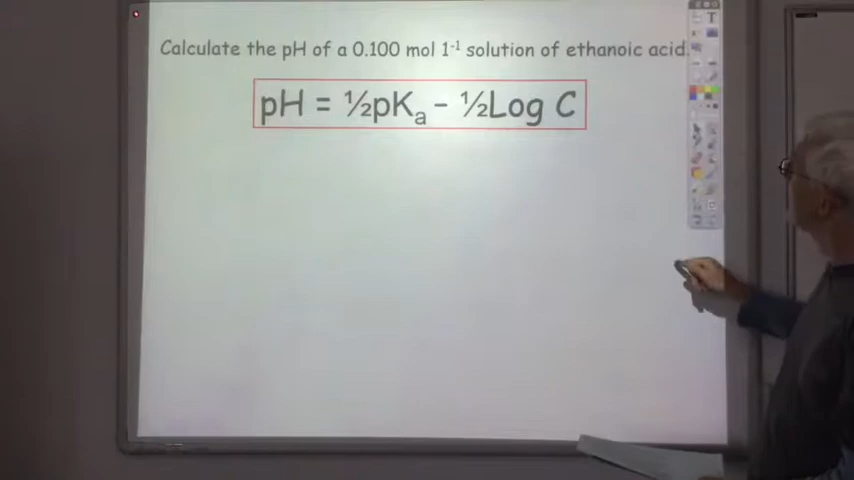 Calculate the pH of a 0.100 mol l⁻¹ solution of ethanoic acid.
pH = ½pKₐ - ½Log C